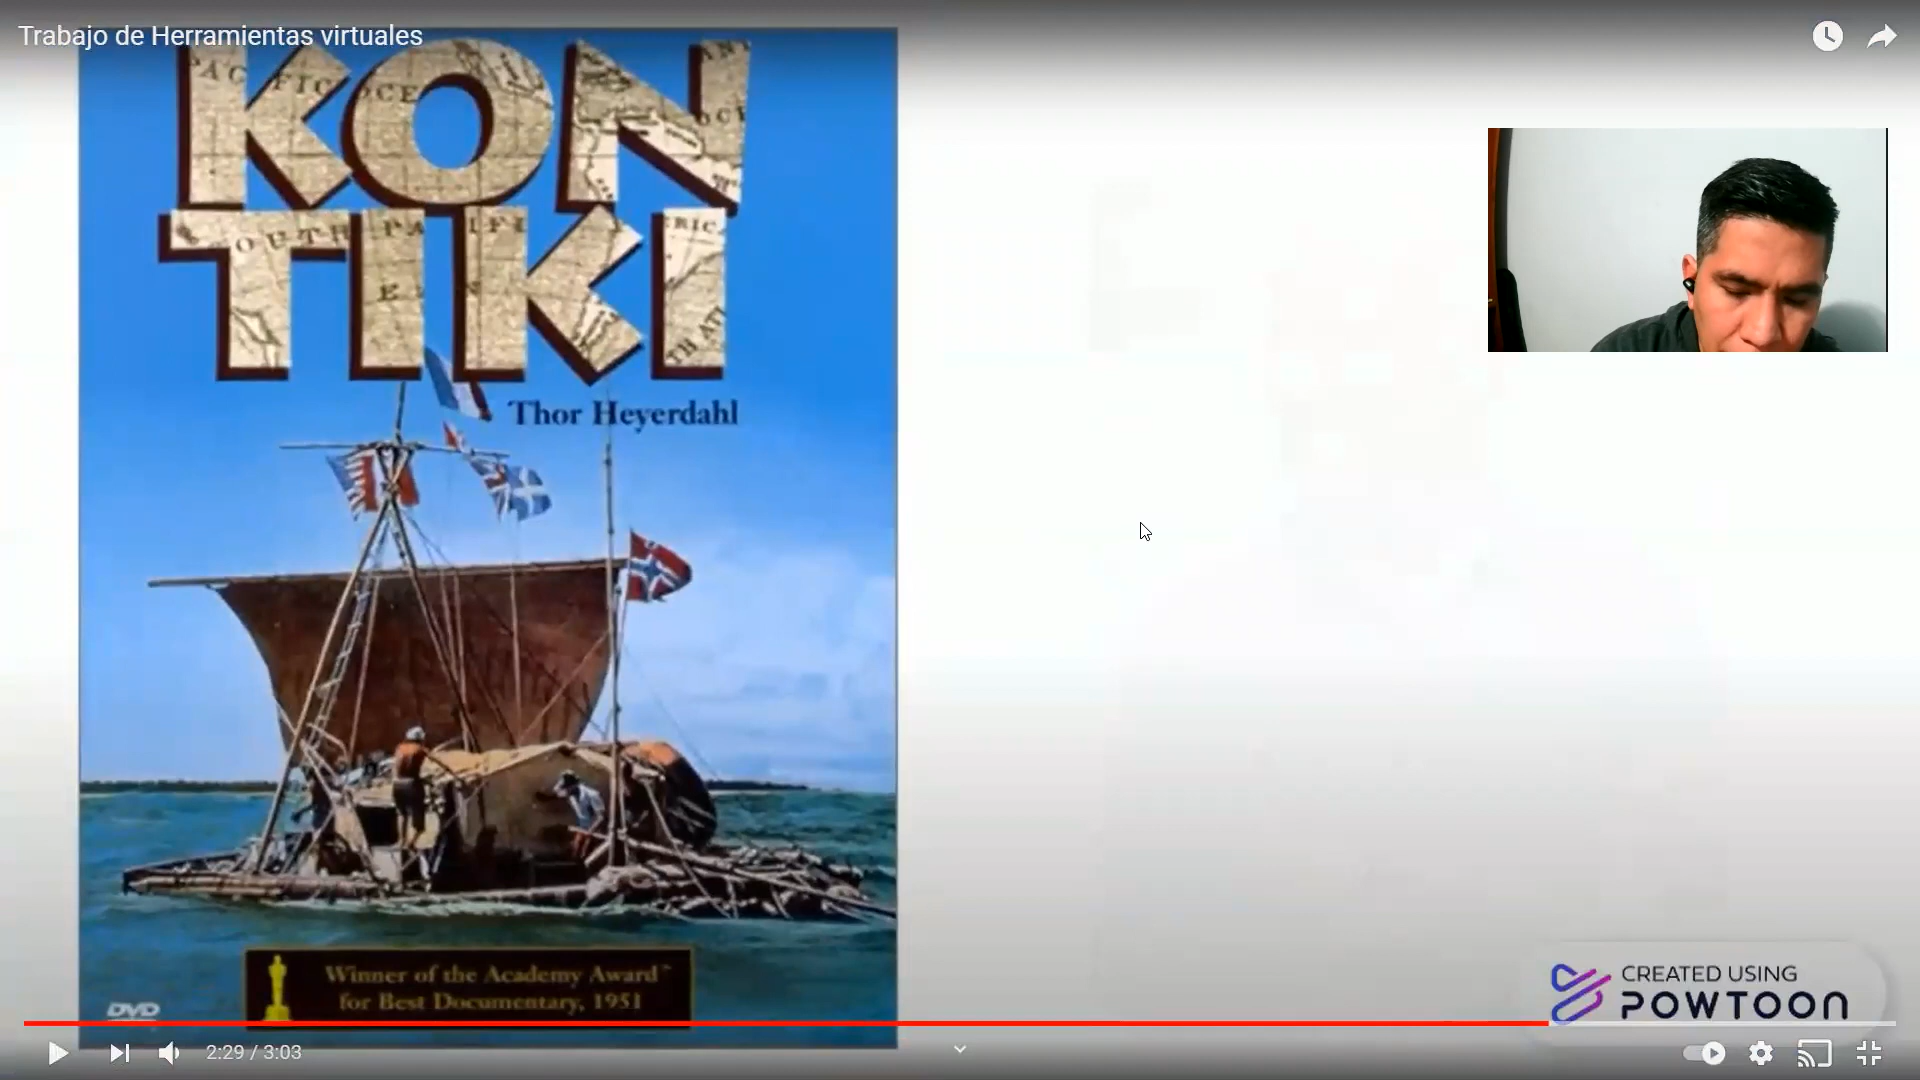 Trabajo de Herramientas virtuales
KON
TIKI
Thor Heyerdahl
Winner of the Academy Award™
for Best Documentary, 1951
DVD
CREATED USING
POWTOON
2:29 / 3:03